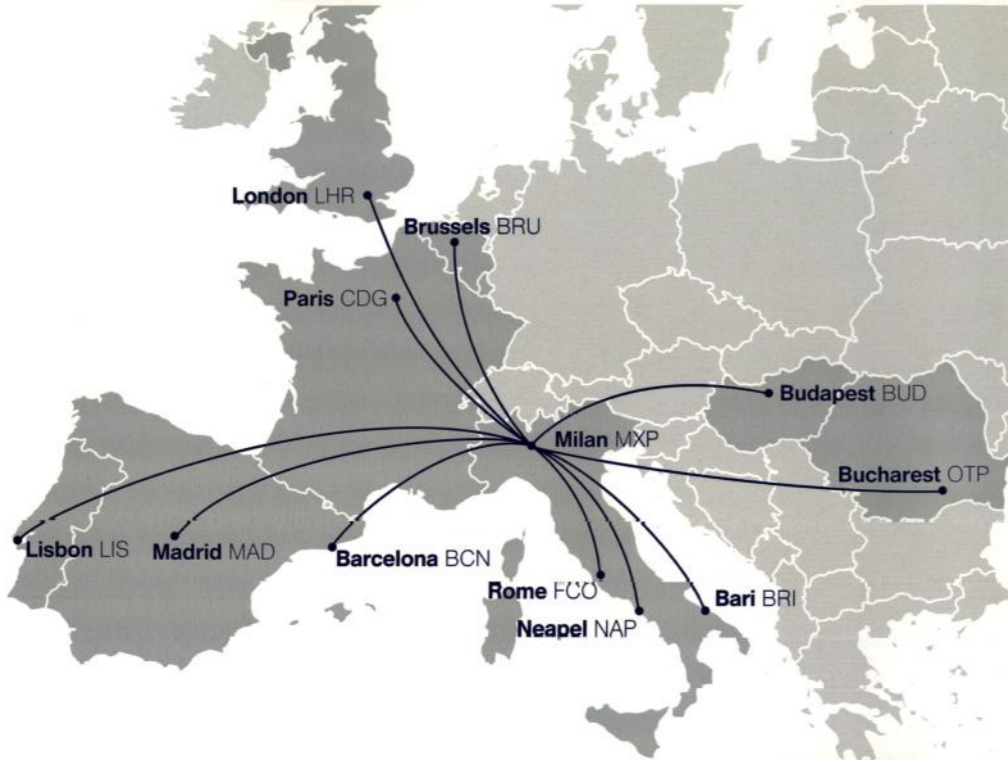 London LHR
Brussels BRU
Paris CDG
Budapest BUD
Milan MXP
Bucharest OTP
Lisbon LIS
Madrid MAD
Barcelona BCN
Rome FCO
Bari BRI
Neapel NAP